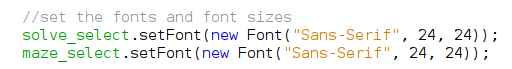 //set the fonts and font sizes
solve_select.setFont(new Font("Sans-Serif", 24, 24));
maze_select.setFont(new Font("Sans-Serif", 24, 24));